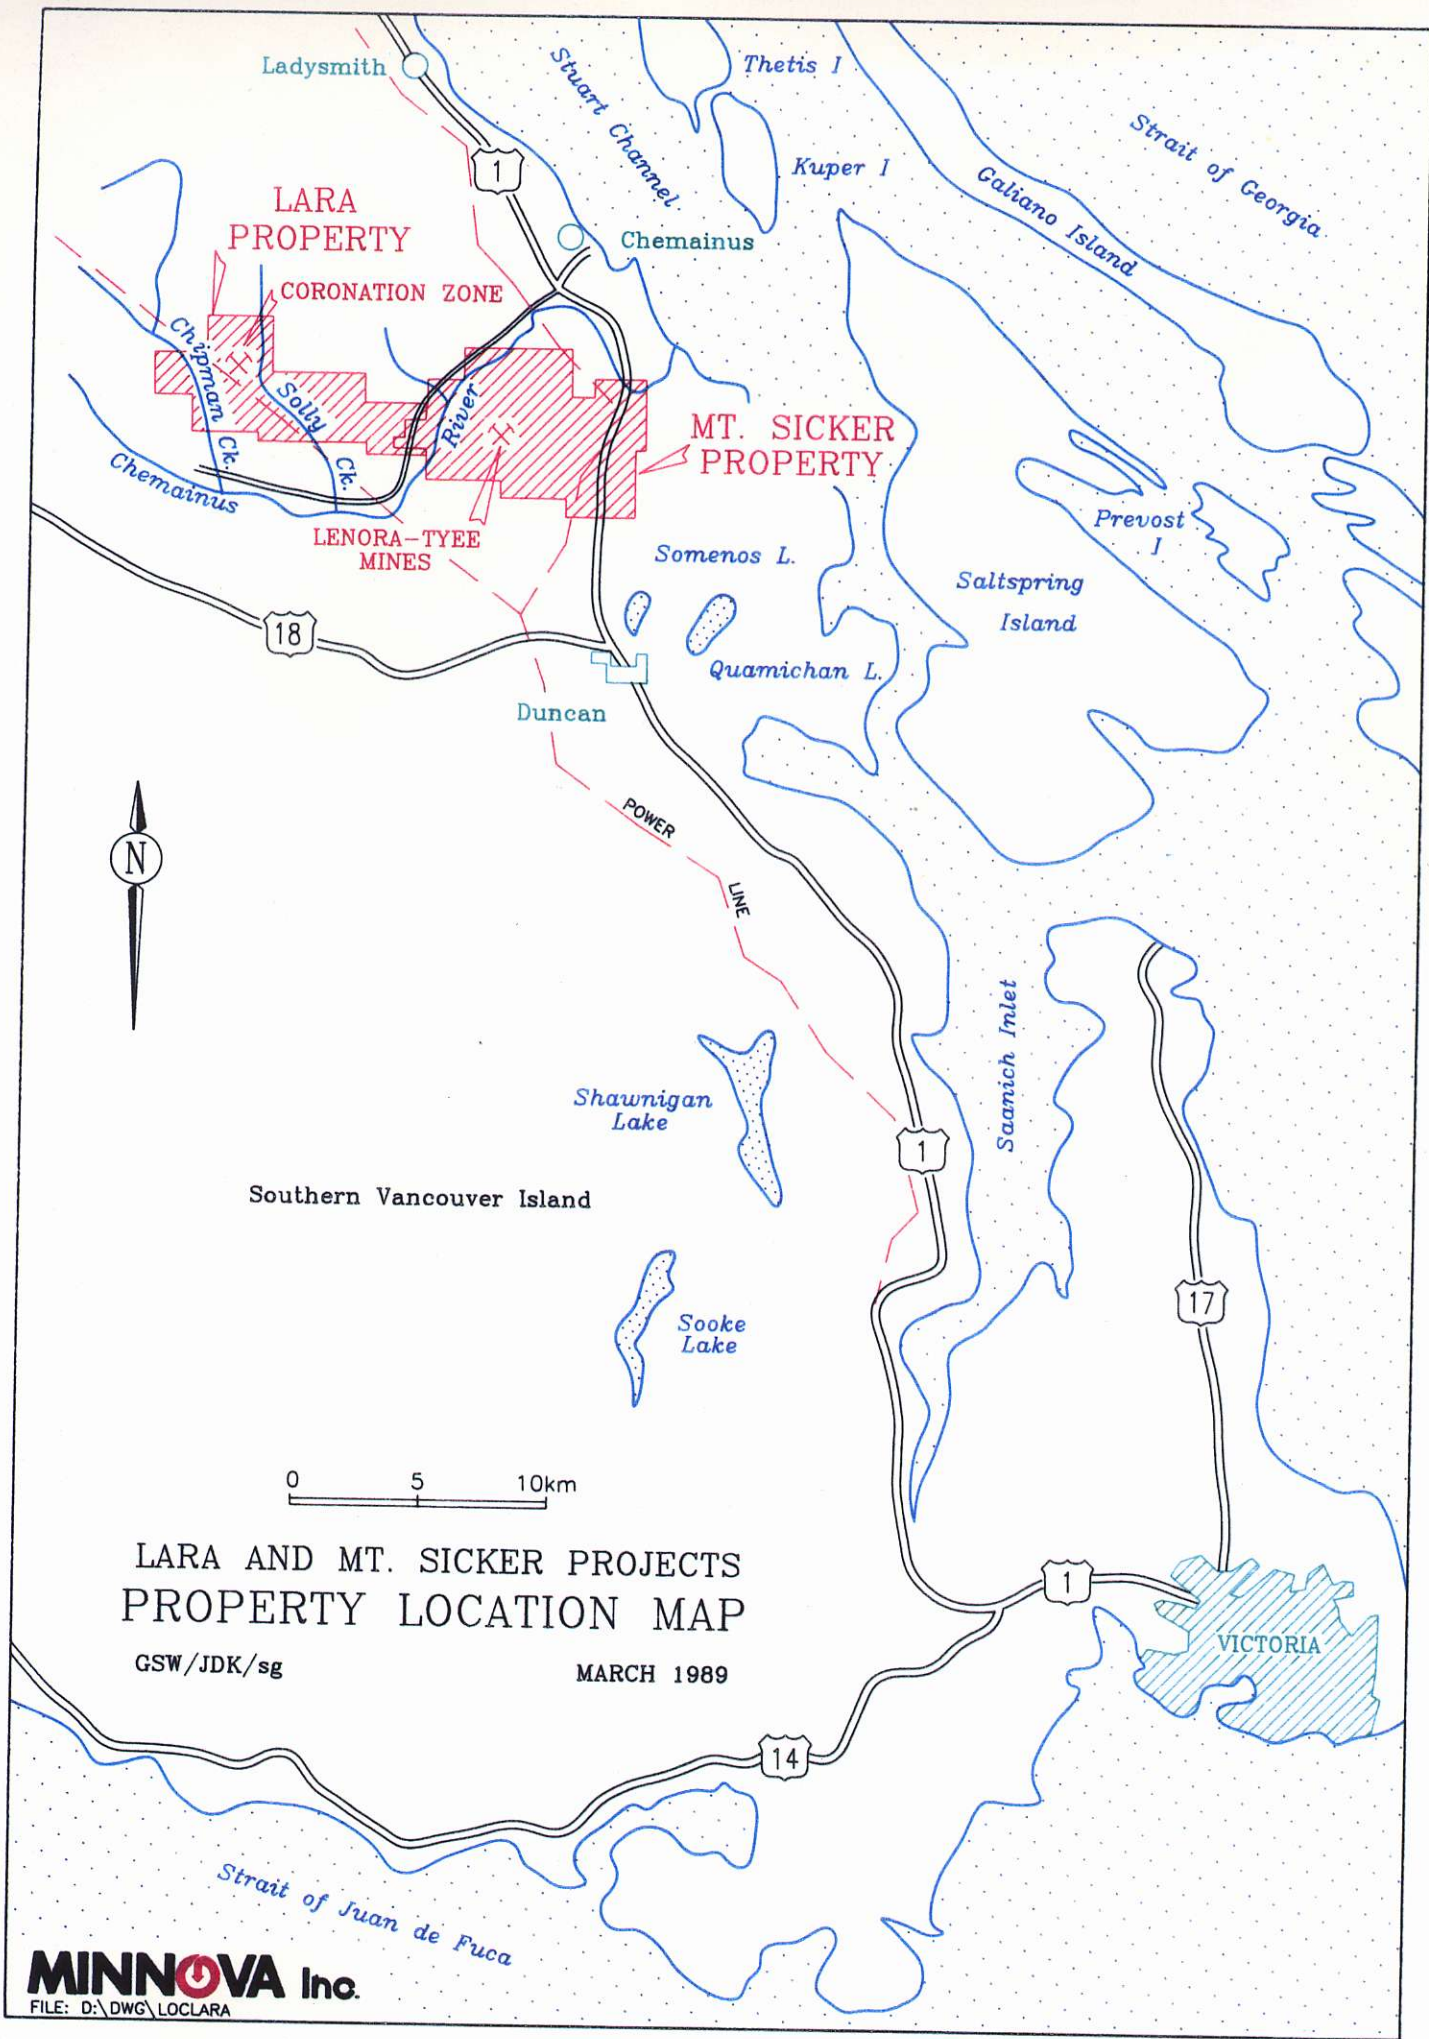 Ladysmith
Stuart Channel
Thetis I
Strait of Georgia
1
Kuper I
Galiano Island
LARA
PROPERTY
Chemainus
CORONATION ZONE
Chipman Ck.
Solly Ck.
River
MT. SICKER
PROPERTY
Chemainus
LENORA-TYEE
MINES
Prevost
I
Somenos L.
Saltspring
Island
18
Quamichan L.
Duncan
POWER
LINE
N
Saanich Inlet
Shawnigan
Lake
1
Southern Vancouver Island
17
Sooke
Lake
0 5 10km
LARA AND MT. SICKER PROJECTS
PROPERTY LOCATION MAP
GSW/JDK/sg MARCH 1989
1
VICTORIA
14
Strait of Juan de Fuca
MINNOVA Inc.
FILE: D:\DWG\LOCLARA